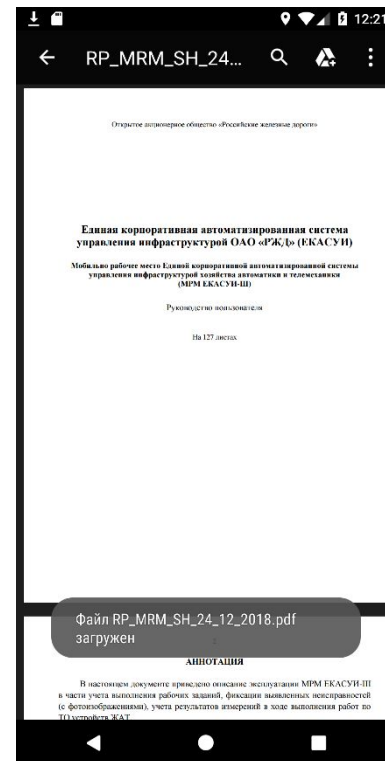 12:21
RP_MRM_SH_24...
Открытое акционерное общество «Российские железные дороги»
Единая корпоративная автоматизированная система
управления инфраструктурой ОАО «РЖД» (ЕКАСУИ)
Мобильно рабочее место Единой корпоративной автоматизированной системы
управления инфраструктурой хозяйства автоматики и телемеханики
(МРМ ЕКАСУИ-Ш)
Руководство пользователя
На 127 листах
Файл RP_MRM_SH_24_12_2018.pdf
загружен
АННОТАЦИЯ
В настоящем документе приведено описание эксплуатации МРМ ЕКАСУИ-Ш
в части учета выполнения рабочих заданий, фиксации выявленных неисправностей
(с фотоизображениями), учета результатов измерений в ходе выполнения работ по
ТО устройств ЖАТ.